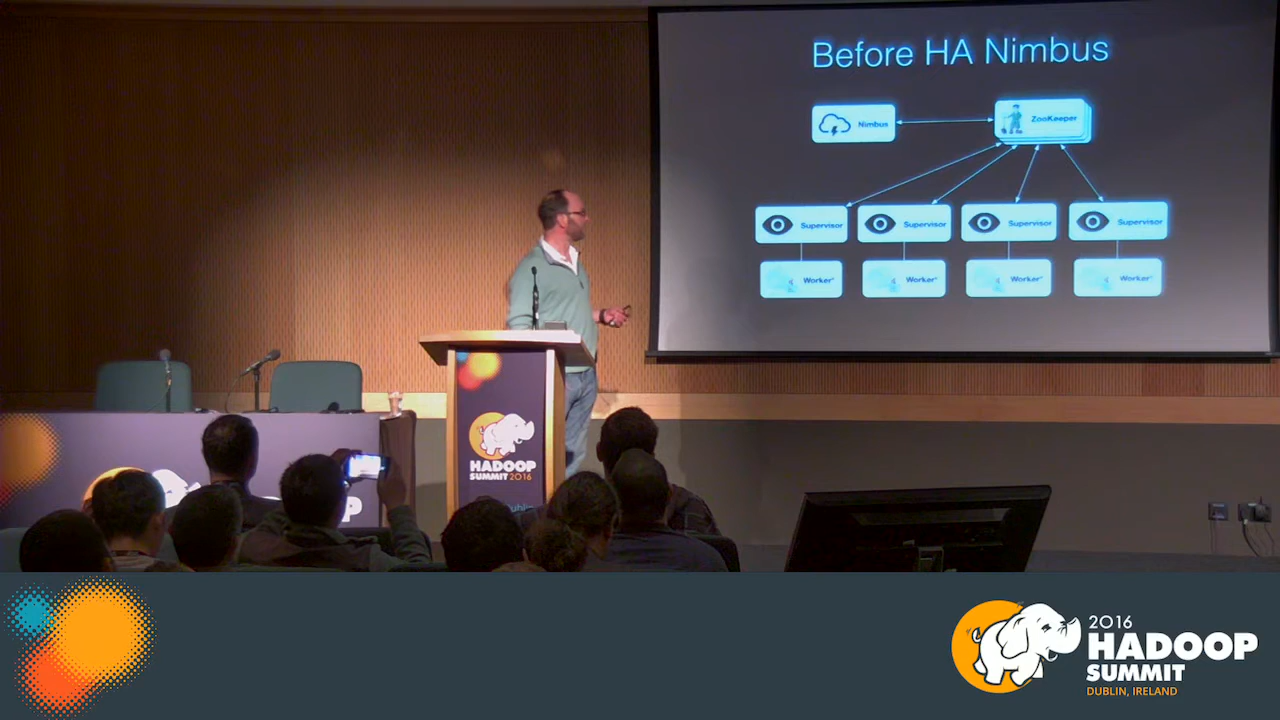 Before HA Nimbus
Nimbus
ZooKeeper
Supervisor
Supervisor
Supervisor
Supervisor
Worker*
Worker*
Worker*
Worker*
HADOOP
SUMMIT 2016
2016
HADOOP
SUMMIT
DUBLIN, IRELAND